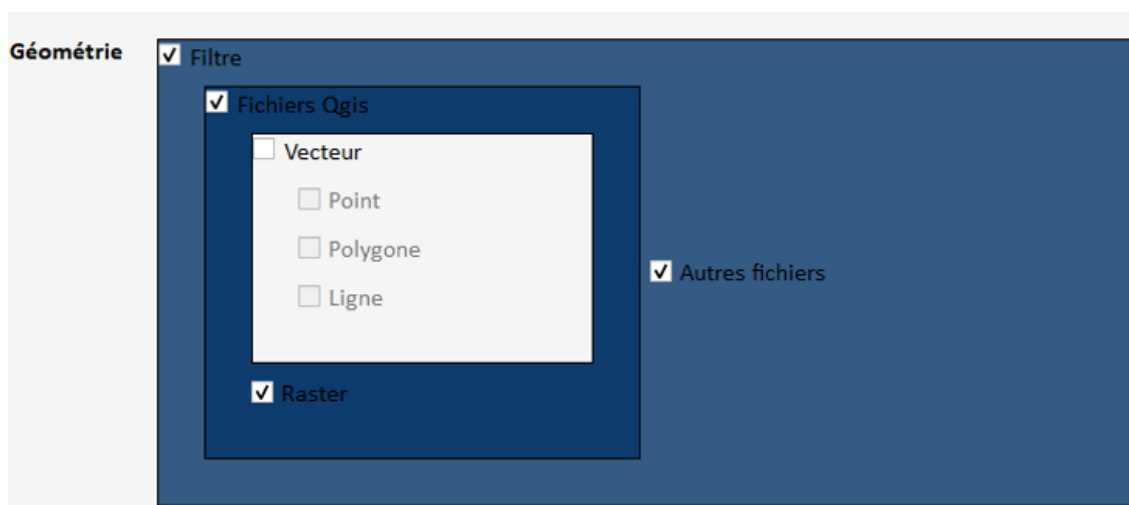 Géométrie
Filtre
Fichiers Qgis
Vecteur
Point
Polygone
Ligne
Autres fichiers
Raster